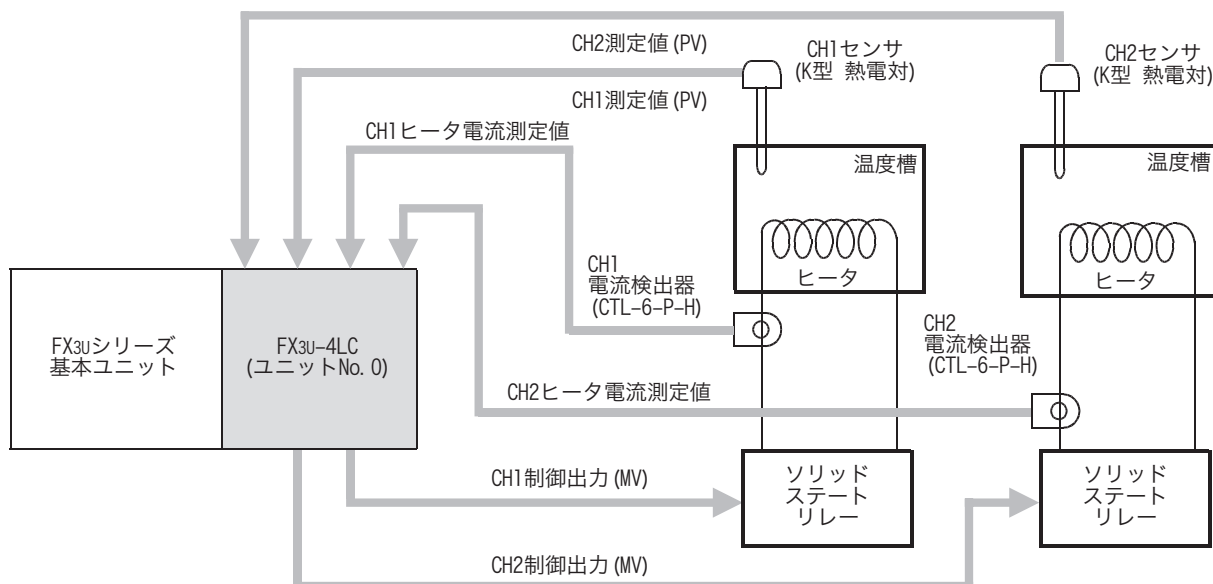 CH2測定値(PV)
CH1センサ
(K型 熱電対)
CH2センサ
(K型 熱電対)
CH1測定値(PV)
CH1ヒータ電流測定値
温度槽
温度槽
ヒータ
ヒータ
CH1
電流検出器
(CTL-6-P-H)
CH2
電流検出器
(CTL-6-P-H)
FX3Uシリーズ
基本ユニット
FX3U-4LC
(ユニットNo.0)
CH2ヒータ電流測定値
CH1制御出力(MV)
ソリッド
ステート
リレー
ソリッド
ステート
リレー
CH2制御出力(MV)